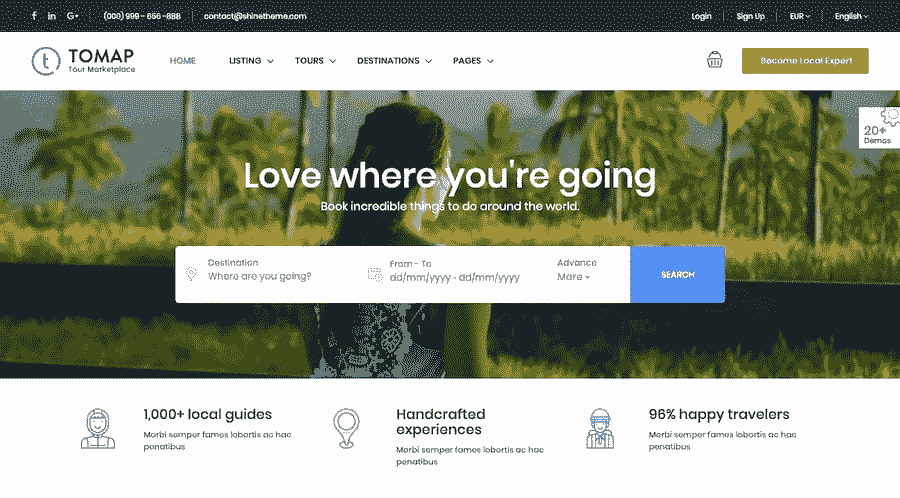 (000) 999 - 656 -888 contact@shinetheme.com Login Sign Up EUR English
TOMAP
Tour Marketplace
HOME LISTING TOURS DESTINATIONS PAGES Become Local Expert
20+
Demos
Love where you're going
Book incredible things to do around the world.
Destination From - To Advance
Where are you going? dd/mm/yyyy - dd/mm/yyyy More SEARCH
1,000+ local guides
Morbi semper fames lobortis ac hac
penatibus
Handcrafted
experiences
Morbi semper fames lobortis ac hac
penatibus
96% happy travelers
Morbi semper fames lobortis ac hac
penatibus